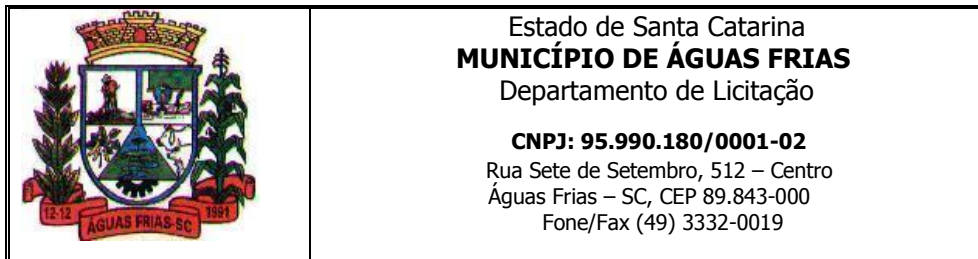 12-12
ÁGUAS FRIAS-SC
1991
Estado de Santa Catarina
MUNICÍPIO DE ÁGUAS FRIAS
Departamento de Licitação
CNPJ: 95.990.180/0001-02
Rua Sete de Setembro, 512 – Centro
Águas Frias – SC, CEP 89.843-000
Fone/Fax (49) 3332-0019